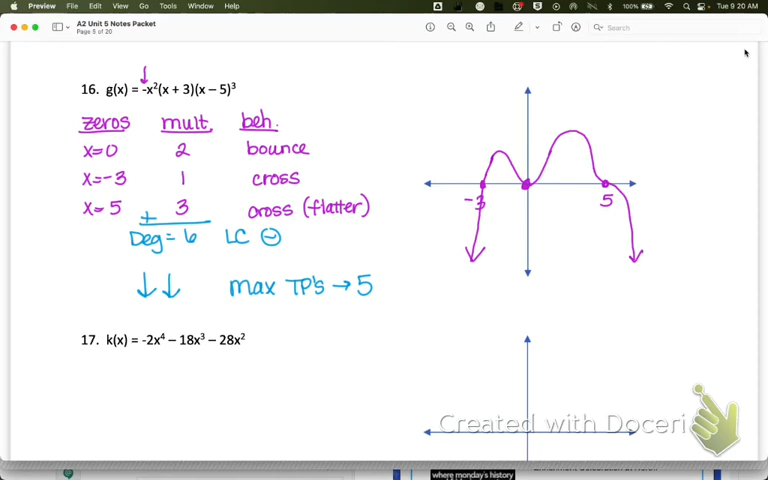 Preview File Edit View Go Tools Window Help
100% Tue 9:20 AM
A2 Unit 5 Notes Packet
Page 5 of 20
Search
16. g(x) = -x²(x + 3)(x – 5)³
zeros mult. beh.
x=0 2 bounce
x=-3 1 cross
x=5 + 3 cross (flatter)
Deg = 6 LC ⊖
↓↓ max TP's → 5
-3 5
17. k(x) = -2x⁴ – 18x³ – 28x²
Created with Doceri
where monday's history